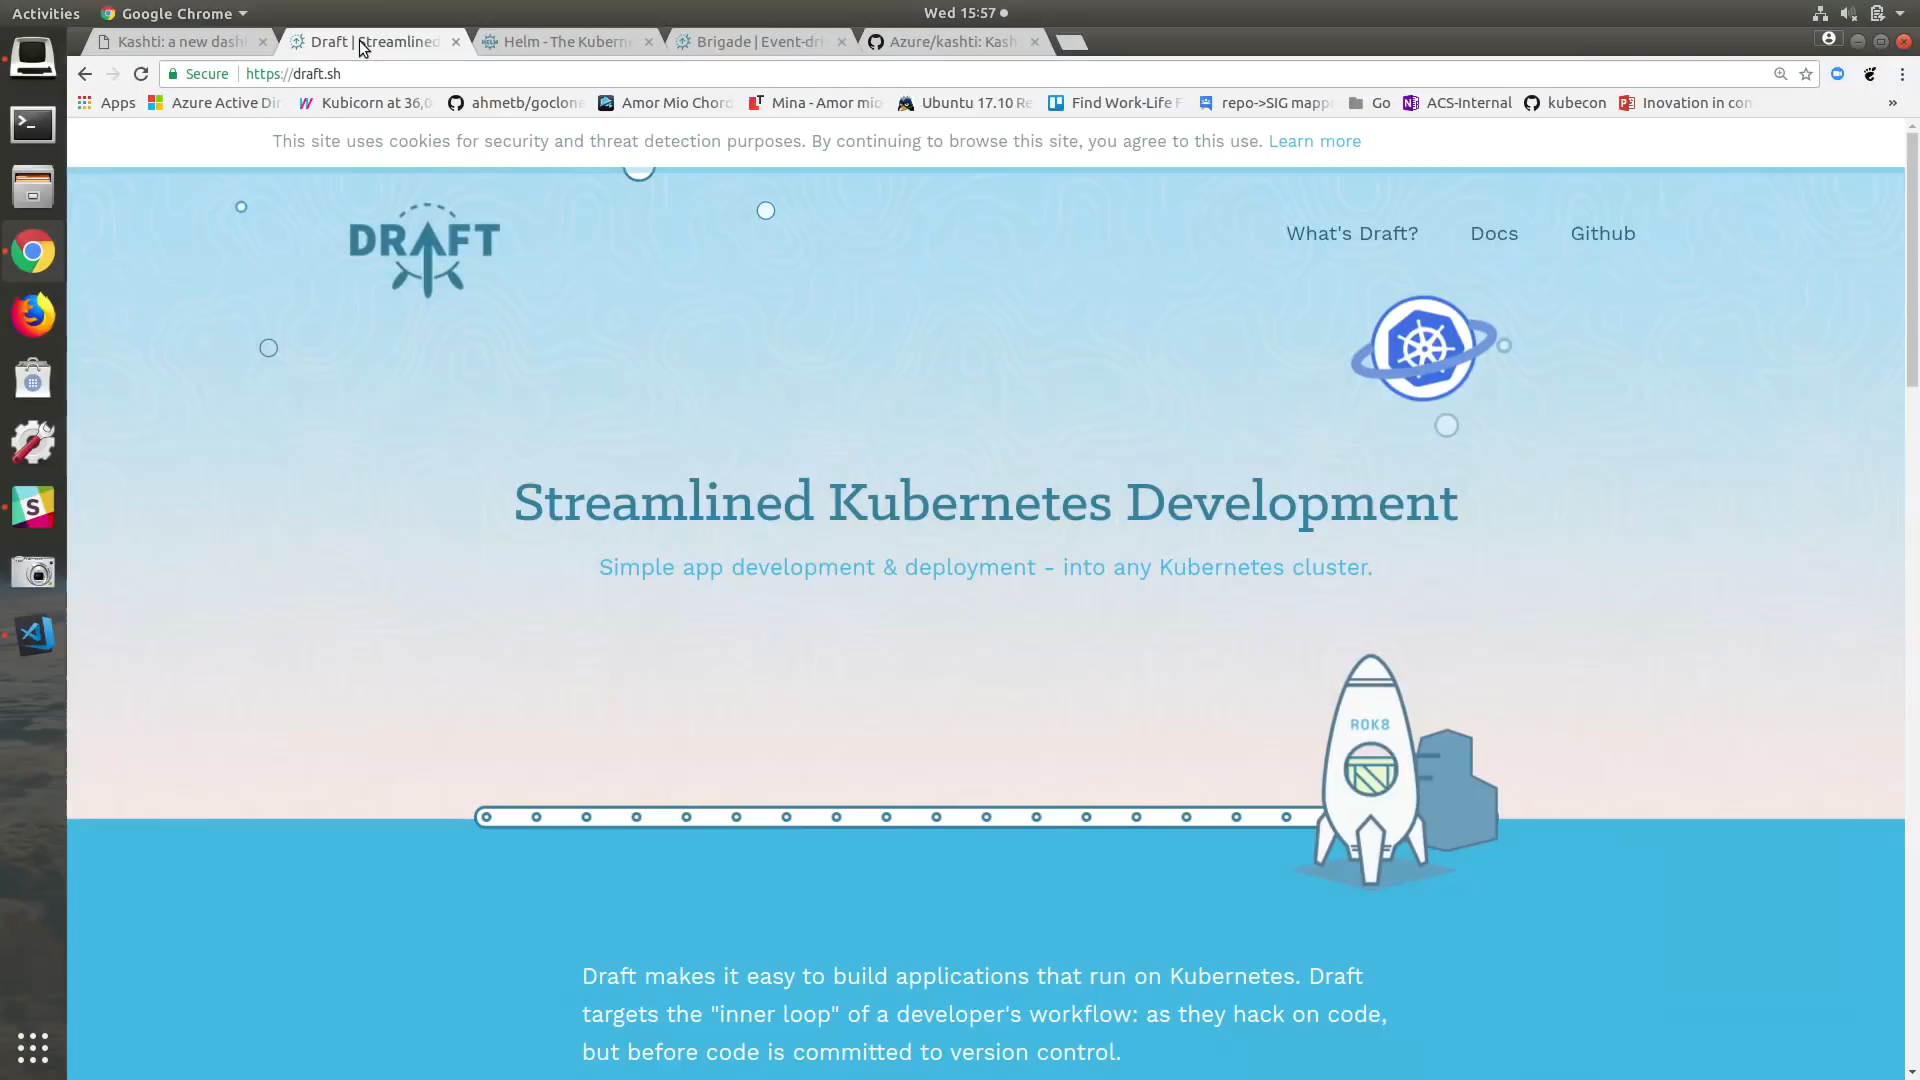 Activities
Google Chrome
Wed 15:57
Kashti: a new dash
Draft | Streamlined
Helm - The Kuberne
Brigade | Event-dri
Azure/kashti: Kash
Secure
https://draft.sh
Apps
Azure Active Di
Kubicorn at 36,0
ahmetb/goclone
Amor Mio Chord
Mina - Amor mio
Ubuntu 17.10 Re
Find Work-Life F
repo->SIG mapp
Go
ACS-Internal
kubecon
Inovation in con
»
This site uses cookies for security and threat detection purposes. By continuing to browse this site, you agree to this use. Learn more
DRAFT
What's Draft?
Docs
Github
Streamlined Kubernetes Development
Simple app development & deployment - into any Kubernetes cluster.
ROK8
Draft makes it easy to build applications that run on Kubernetes. Draft
targets the "inner loop" of a developer's workflow: as they hack on code,
but before code is committed to version control.